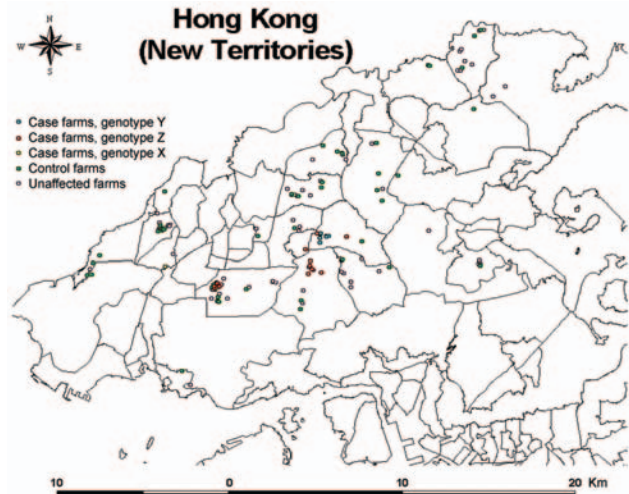 Hong Kong
(New Territories)
N
W E
S
Case farms, genotype Y
Case farms, genotype Z
Case farms, genotype X
Control farms
Unaffected farms
10 0 10 20 Km